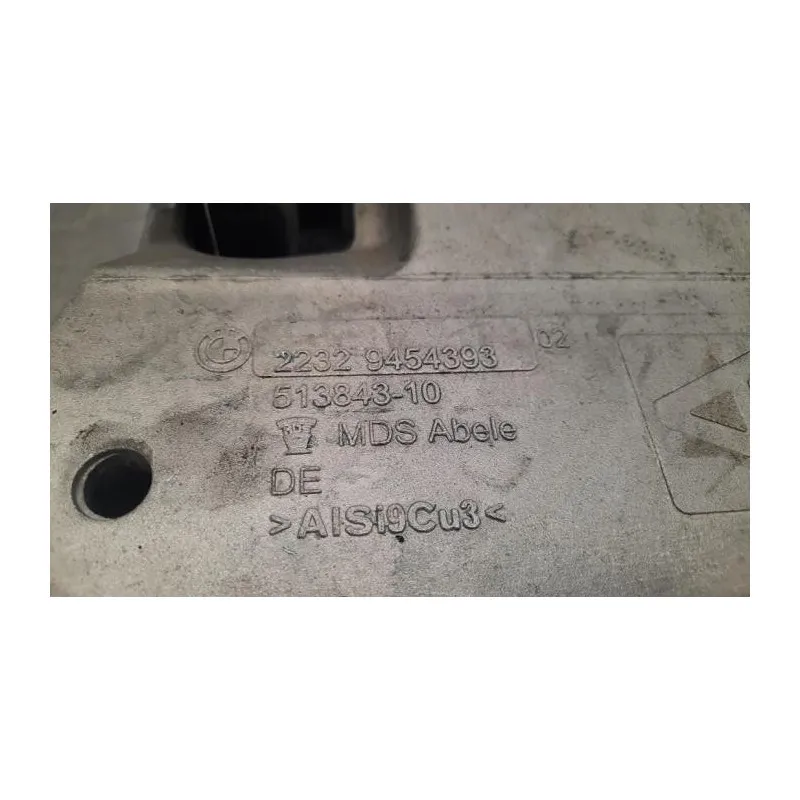 2232 9454393 02
513843-10
MDS Abele
DE
>AlSi9Cu3<